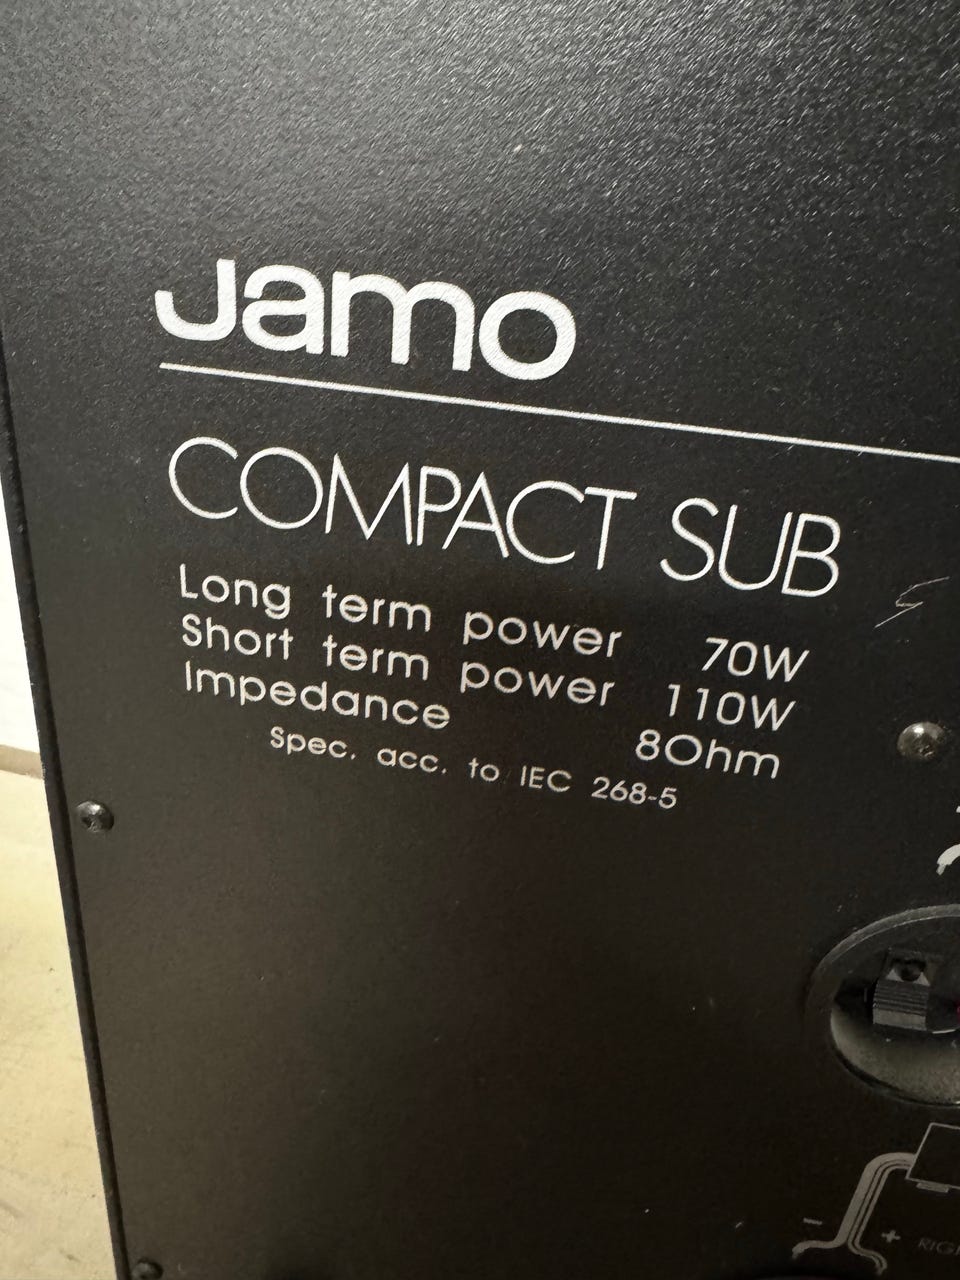 Jamo
COMPACT SUB
Long term power 70W
Short term power 110W
Impedance 8Ohm
Spec. acc. to IEC 268-5
- +